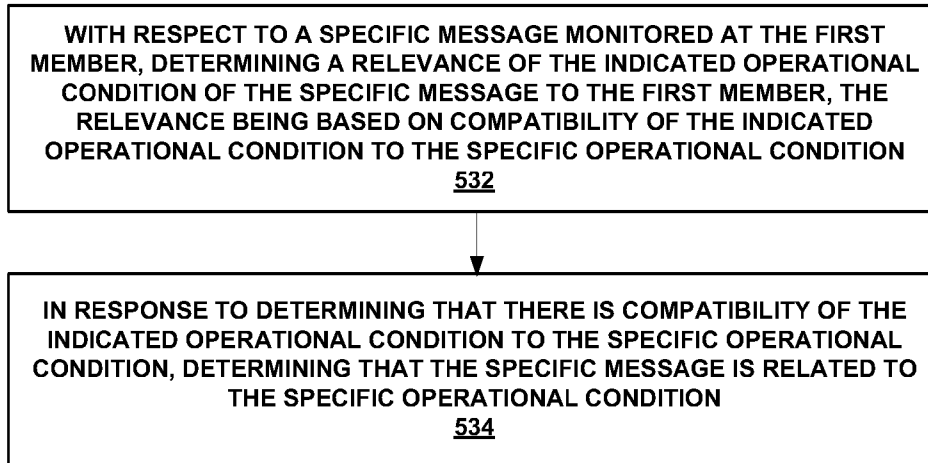 WITH RESPECT TO A SPECIFIC MESSAGE MONITORED AT THE FIRST
MEMBER, DETERMINING A RELEVANCE OF THE INDICATED OPERATIONAL
CONDITION OF THE SPECIFIC MESSAGE TO THE FIRST MEMBER, THE
RELEVANCE BEING BASED ON COMPATIBILITY OF THE INDICATED
OPERATIONAL CONDITION TO THE SPECIFIC OPERATIONAL CONDITION
532
IN RESPONSE TO DETERMINING THAT THERE IS COMPATIBILITY OF THE
INDICATED OPERATIONAL CONDITION TO THE SPECIFIC OPERATIONAL
CONDITION, DETERMINING THAT THE SPECIFIC MESSAGE IS RELATED TO
THE SPECIFIC OPERATIONAL CONDITION
534